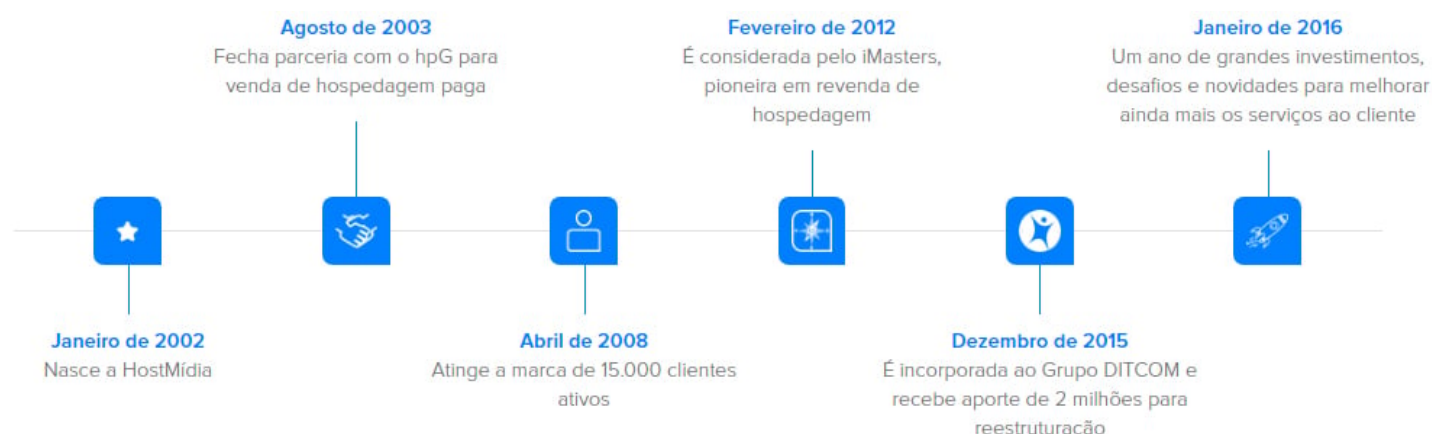 Agosto de 2003
Fecha parceria com o hpG para
venda de hospedagem paga
Fevereiro de 2012
É considerada pelo iMasters,
pioneira em revenda de
hospedagem
Janeiro de 2016
Um ano de grandes investimentos,
desafios e novidades para melhorar
ainda mais os serviços ao cliente
Janeiro de 2002
Nasce a HostMídia
Abril de 2008
Atinge a marca de 15.000 clientes
ativos
Dezembro de 2015
É incorporada ao Grupo DITCOM e
recebe aporte de 2 milhões para
reestruturação